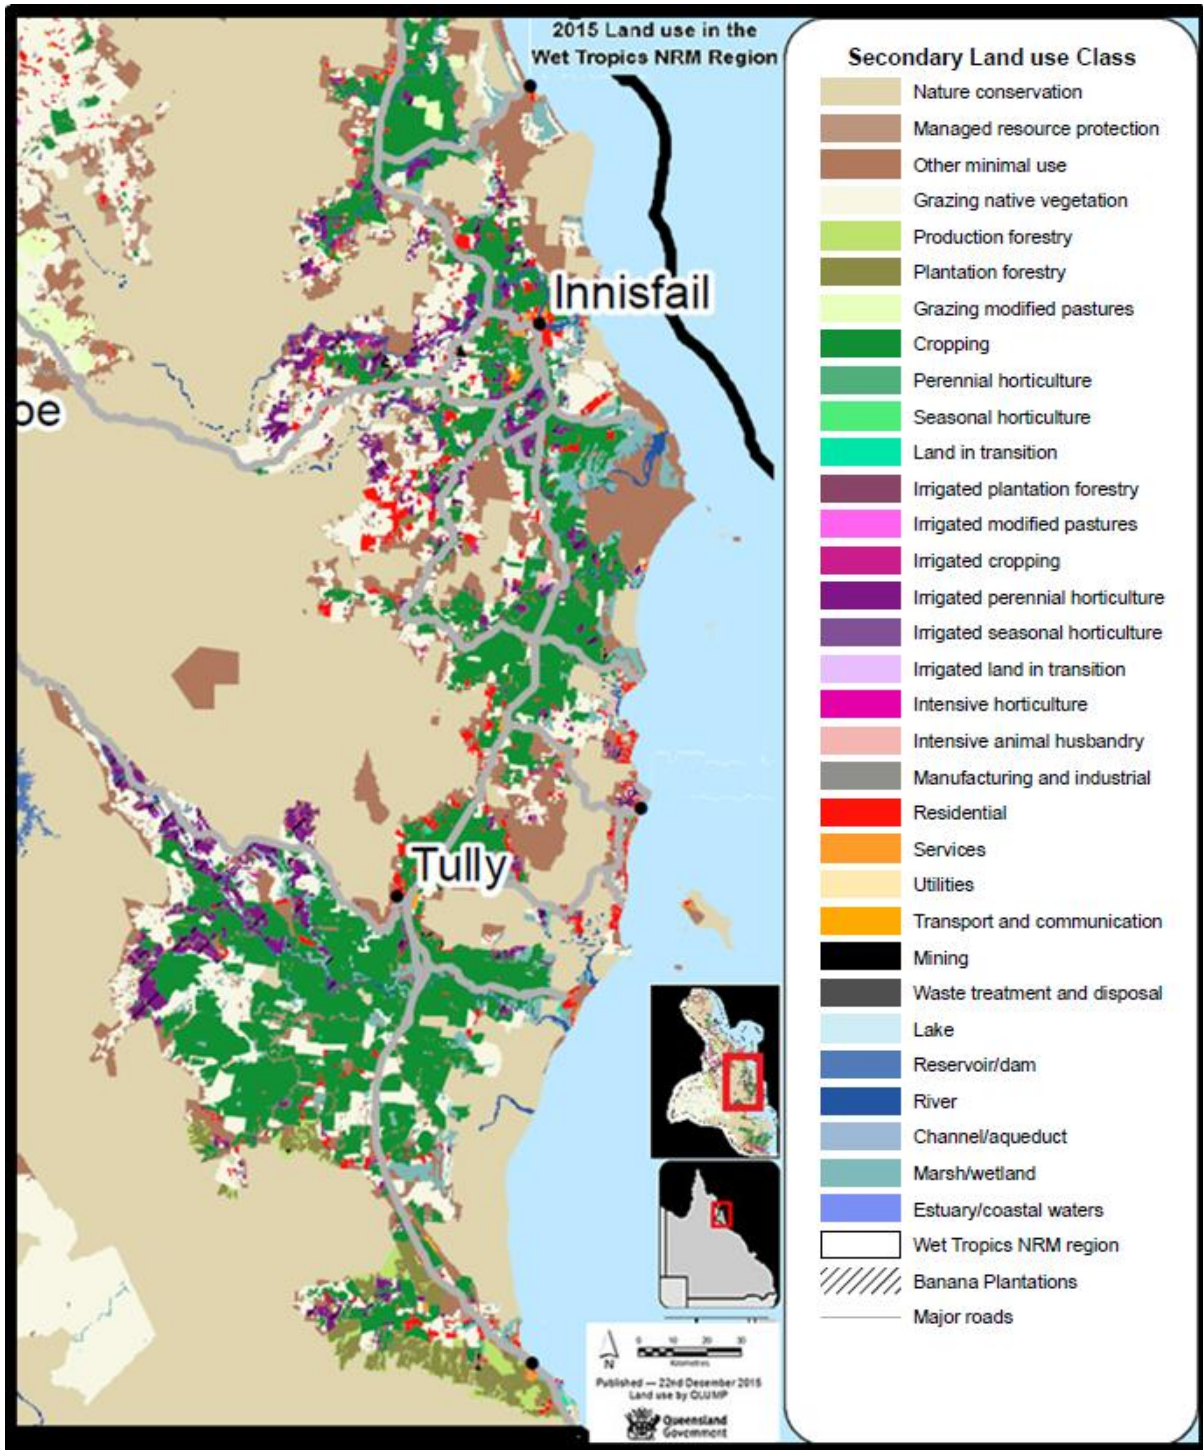 2015 Land use in the
Wet Tropics NRM Region
Innisfail
be
Tully
0 10 20 30
Kilometres
N
Published — 22nd December 2015
Land use by QLUMP
Queensland
Government
Secondary Land use Class
Nature conservation
Managed resource protection
Other minimal use
Grazing native vegetation
Production forestry
Plantation forestry
Grazing modified pastures
Cropping
Perennial horticulture
Seasonal horticulture
Land in transition
Irrigated plantation forestry
Irrigated modified pastures
Irrigated cropping
Irrigated perennial horticulture
Irrigated seasonal horticulture
Irrigated land in transition
Intensive horticulture
Intensive animal husbandry
Manufacturing and industrial
Residential
Services
Utilities
Transport and communication
Mining
Waste treatment and disposal
Lake
Reservoir/dam
River
Channel/aqueduct
Marsh/wetland
Estuary/coastal waters
Wet Tropics NRM region
Banana Plantations
Major roads